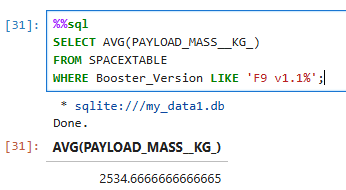 [31]: %%sql
SELECT AVG(PAYLOAD_MASS__KG_)
FROM SPACEXTABLE
WHERE Booster_Version LIKE 'F9 v1.1%';
* sqlite:///my_data1.db
Done.
[31]: AVG(PAYLOAD_MASS__KG_)
2534.6666666666665